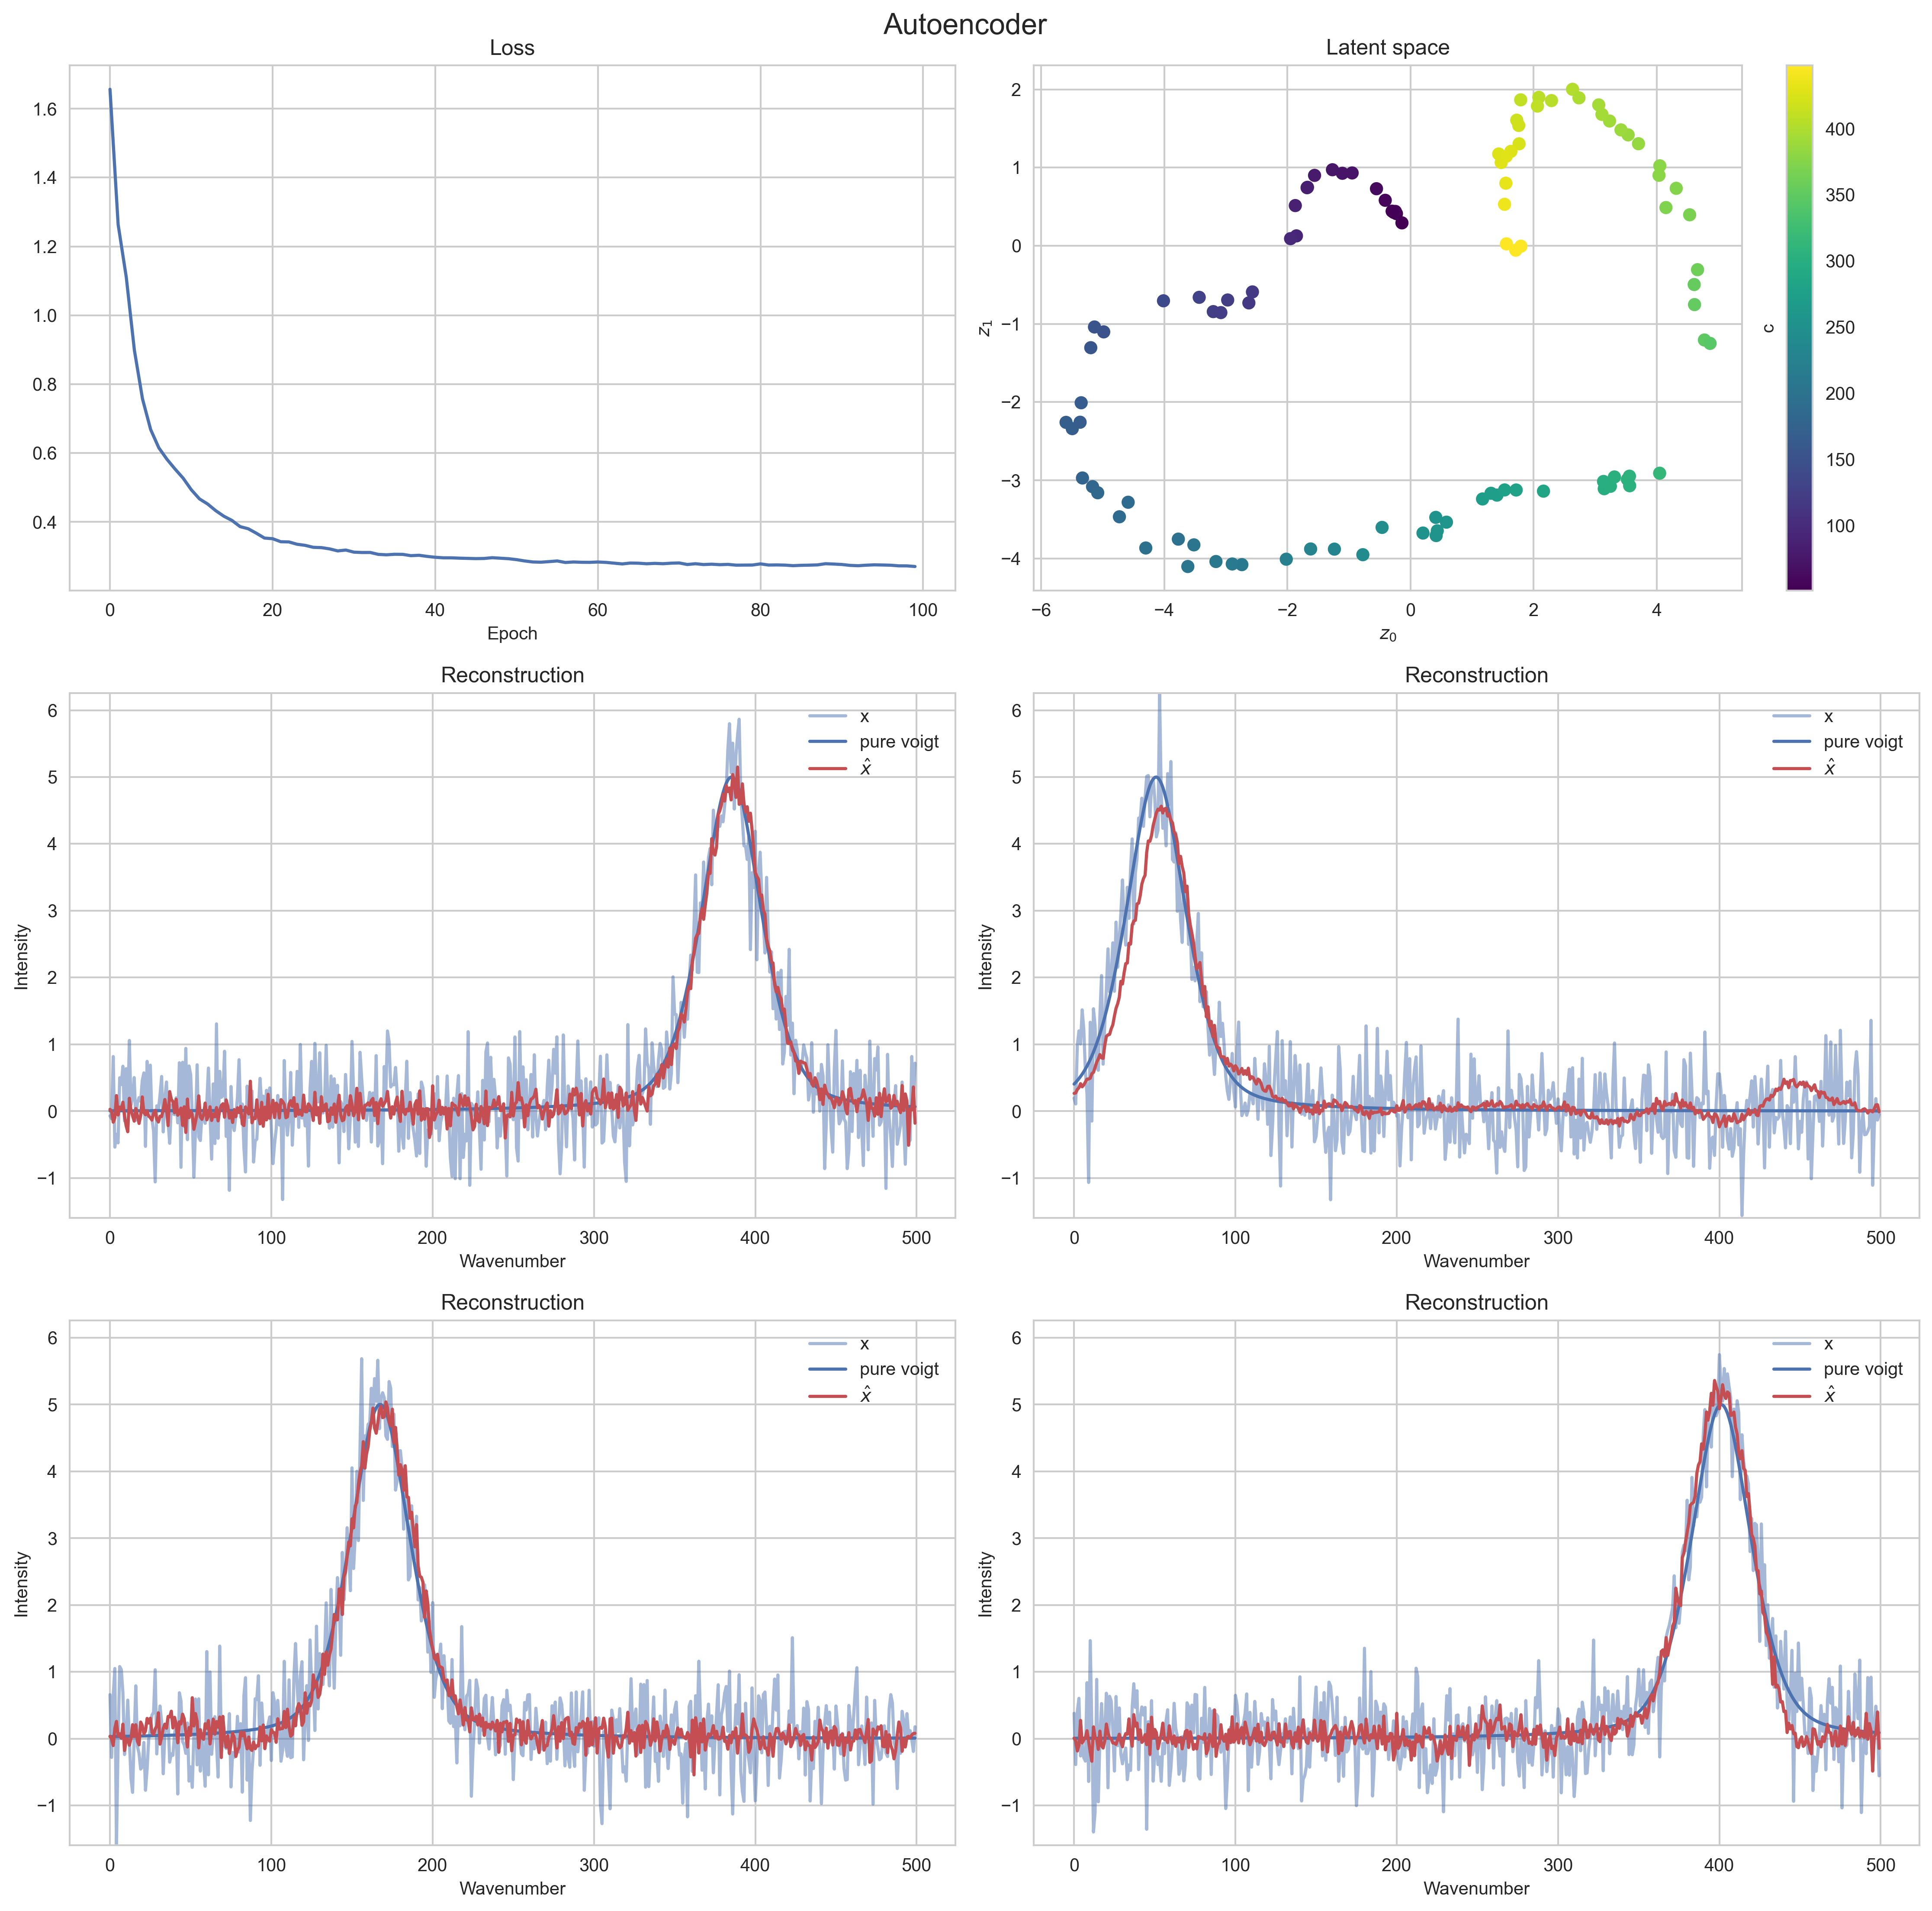 Autoencoder
Loss
1.6
1.4
1.2
1.0
0.8
0.6
0.4
0 20 40 60 80 100
Epoch
Latent space
2
1
0
−1
−2
−3
−4
z₁
−6 −4 −2 0 2 4
z₀
400
350
300
250
200
150
100
c
Reconstruction
x
pure voigt
x̂
6
5
4
3
2
1
0
−1
Intensity
0 100 200 300 400 500
Wavenumber
Reconstruction
x
pure voigt
x̂
6
5
4
3
2
1
0
−1
Intensity
0 100 200 300 400 500
Wavenumber
Reconstruction
x
pure voigt
x̂
6
5
4
3
2
1
0
−1
Intensity
0 100 200 300 400 500
Wavenumber
Reconstruction
x
pure voigt
x̂
6
5
4
3
2
1
0
−1
Intensity
0 100 200 300 400 500
Wavenumber